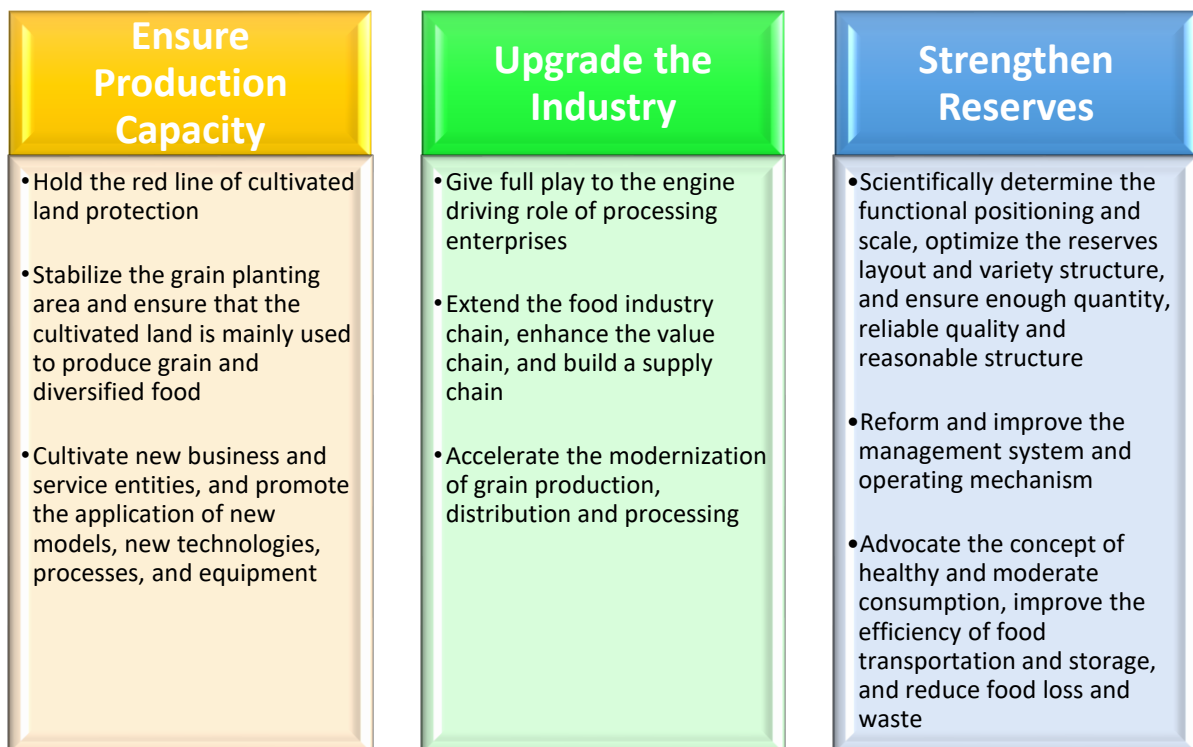 Ensure
Production
Capacity
•Hold the red line of cultivated
land protection
•Stabilize the grain planting
area and ensure that the
cultivated land is mainly used
to produce grain and
diversified food
•Cultivate new business and
service entities, and promote
the application of new
models, new technologies,
processes, and equipment
Upgrade the
Industry
•Give full play to the engine
driving role of processing
enterprises
•Extend the food industry
chain, enhance the value
chain, and build a supply
chain
•Accelerate the modernization
of grain production,
distribution and processing
Strengthen
Reserves
•Scientifically determine the
functional positioning and
scale, optimize the reserves
layout and variety structure,
and ensure enough quantity,
reliable quality and
reasonable structure
•Reform and improve the
management system and
operating mechanism
•Advocate the concept of
healthy and moderate
consumption, improve the
efficiency of food
transportation and storage,
and reduce food loss and
waste